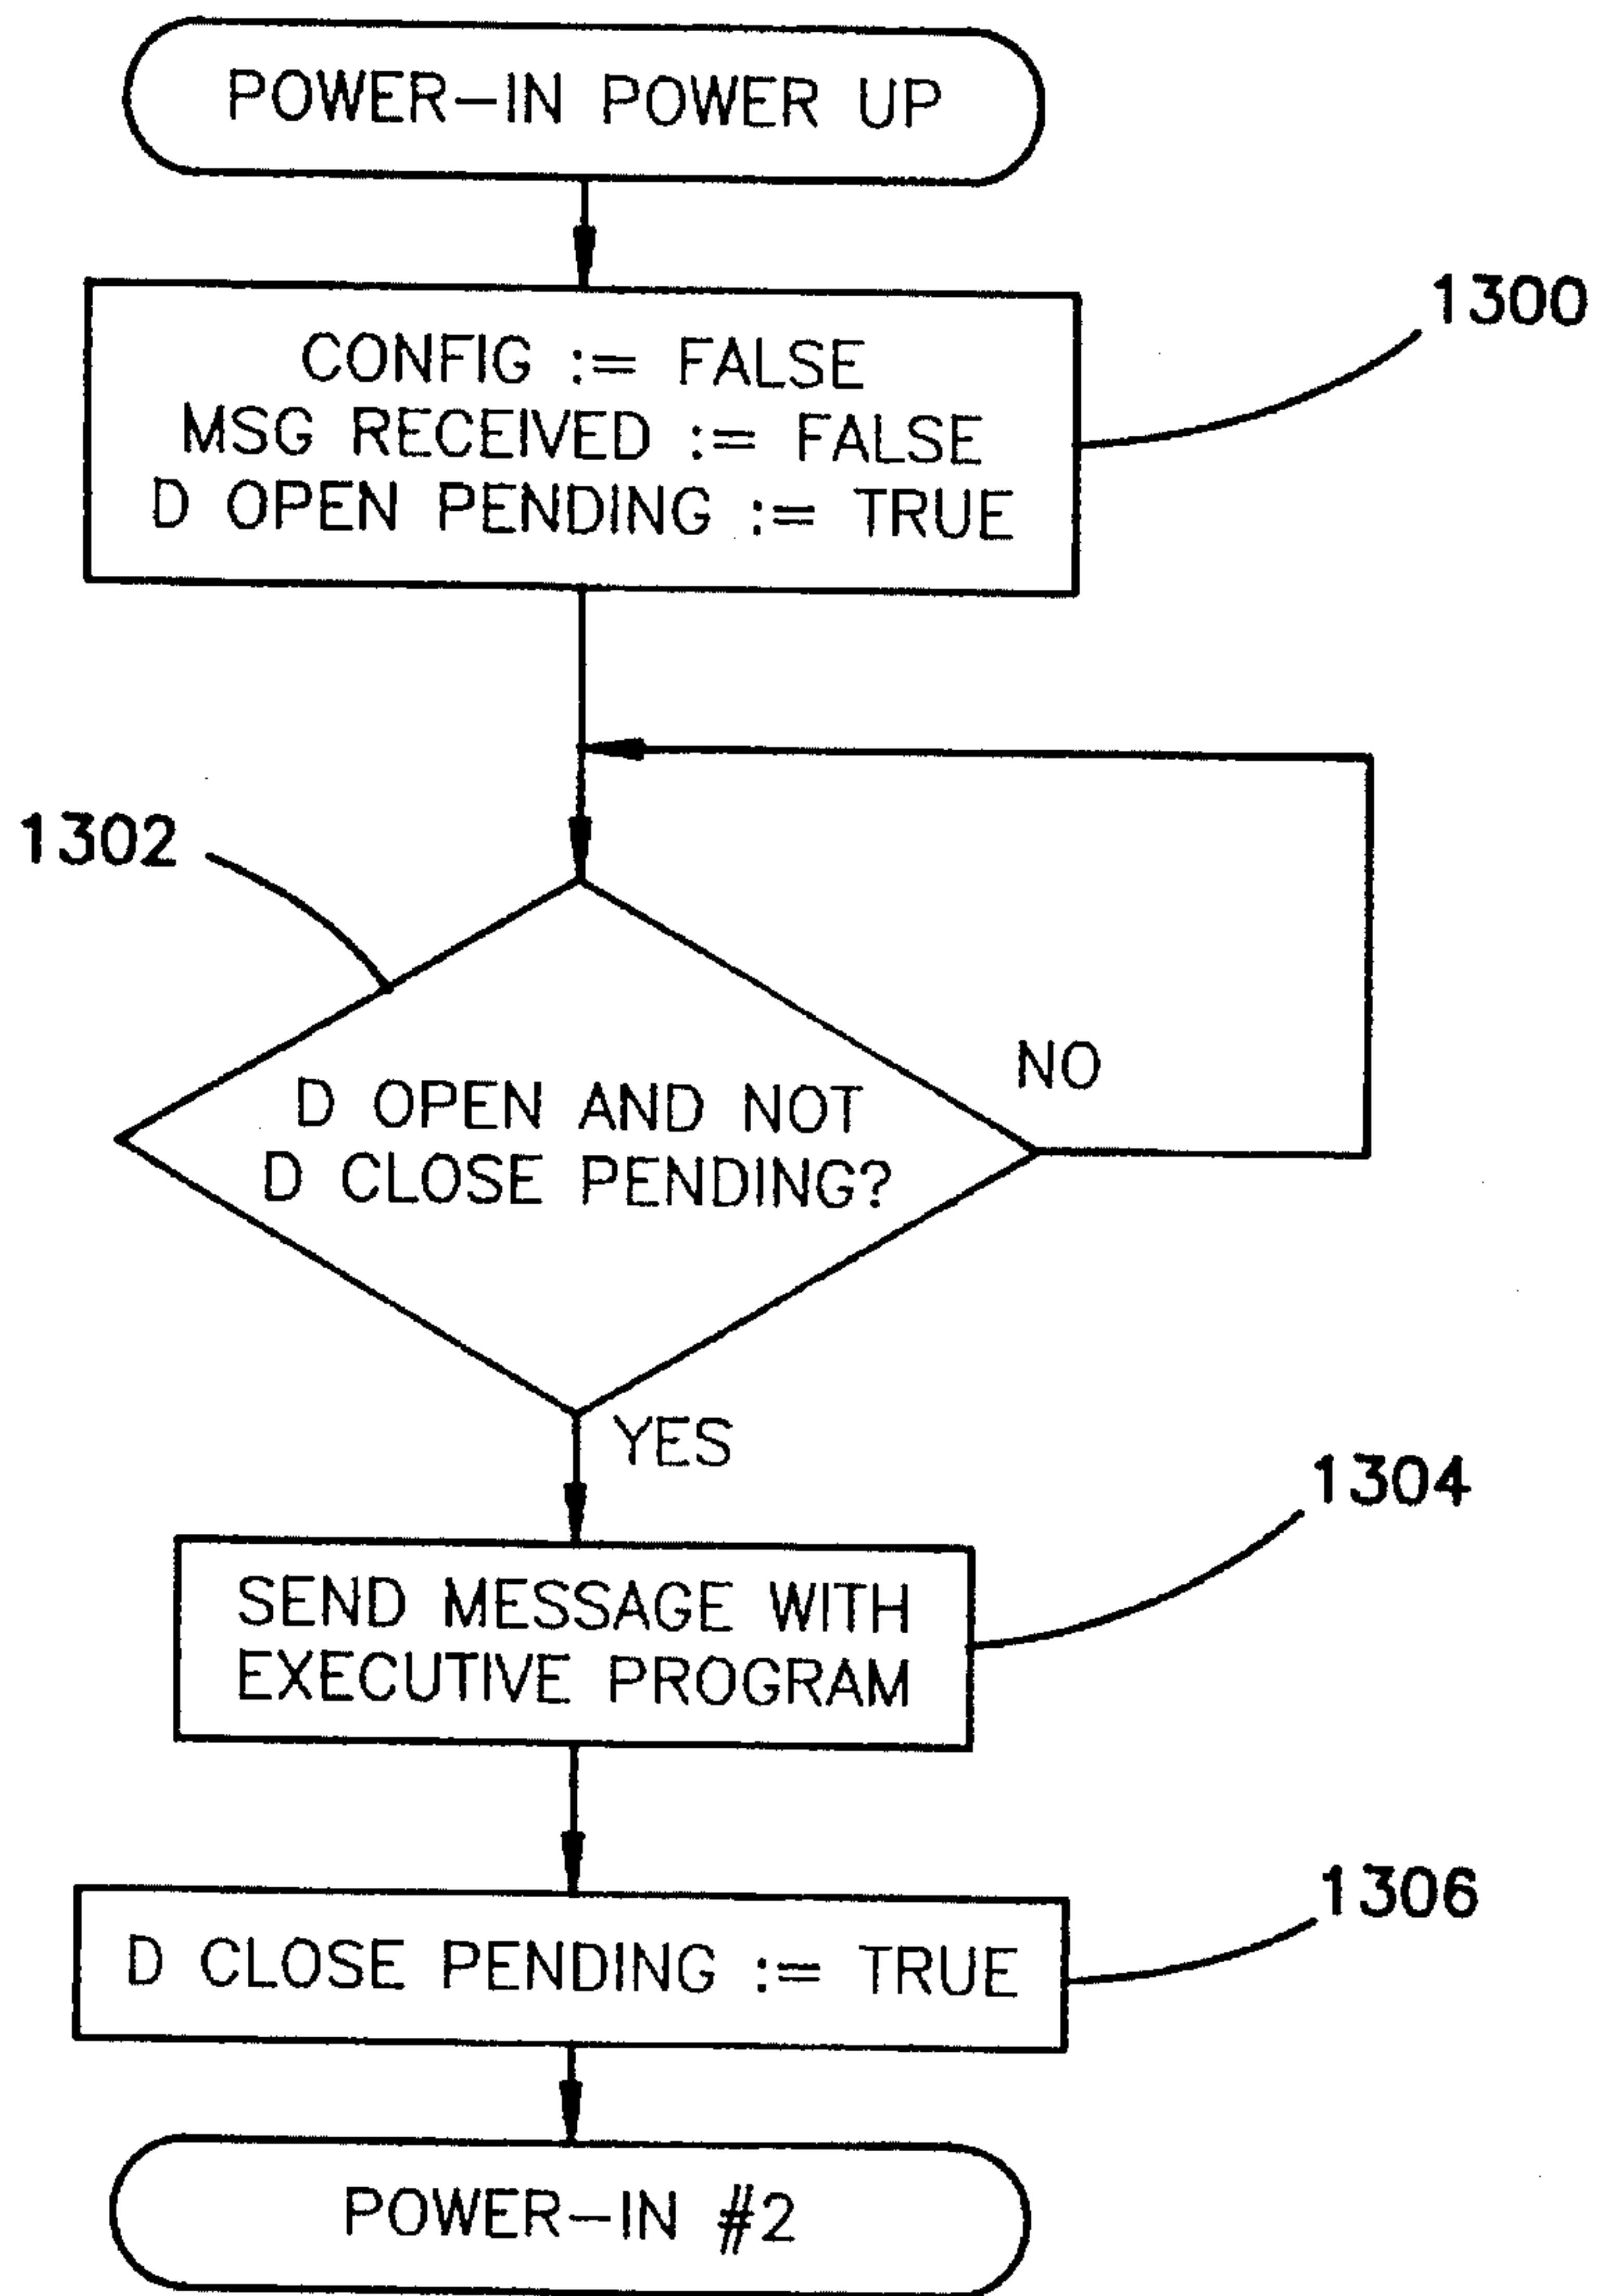 POWER-IN POWER UP
1300
CONFIG := FALSE
MSG RECEIVED := FALSE
D OPEN PENDING := TRUE
1302
NO
D OPEN AND NOT
D CLOSE PENDING?
YES
1304
SEND MESSAGE WITH
EXECUTIVE PROGRAM
1306
D CLOSE PENDING := TRUE
POWER-IN #2